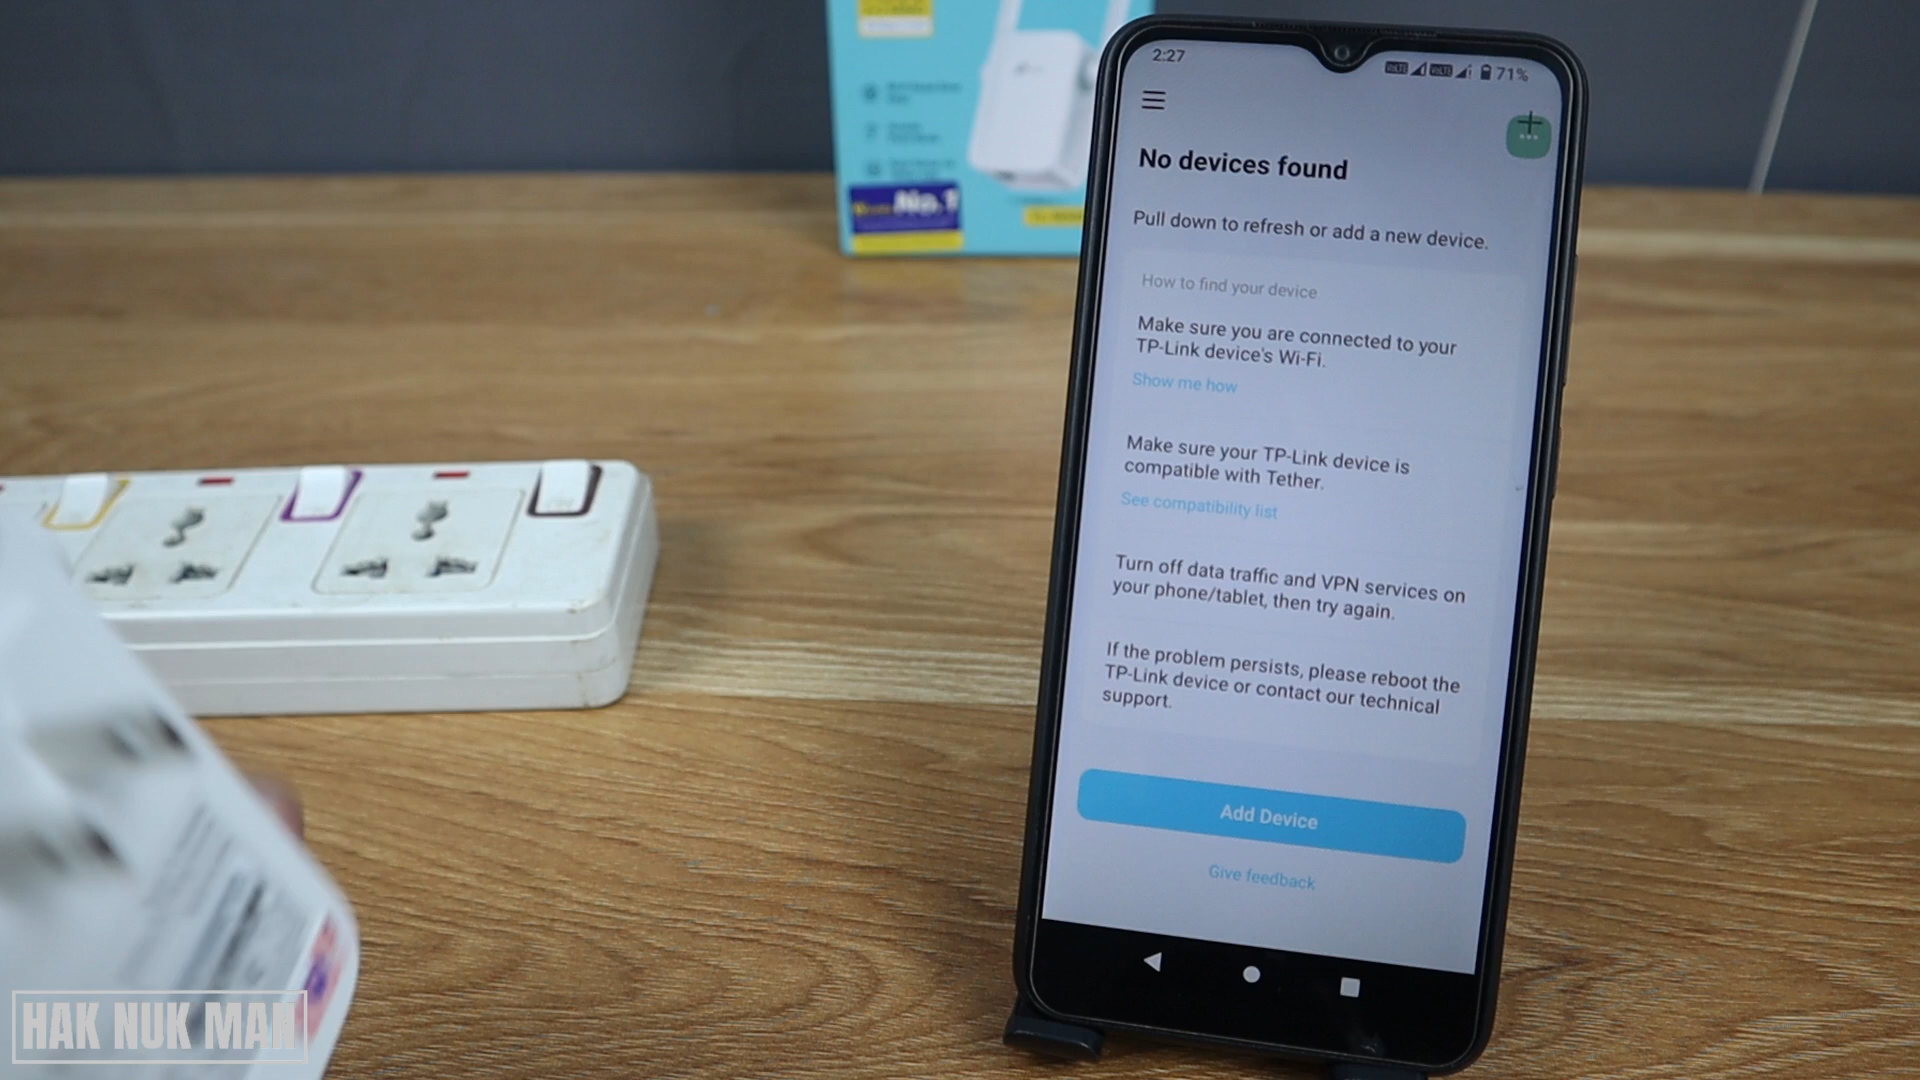 2:27
71%
No devices found
Pull down to refresh or add a new device.
How to find your device
Make sure you are connected to your
TP-Link device's Wi-Fi.
Show me how
Make sure your TP-Link device is
compatible with Tether.
See compatibility list
Turn off data traffic and VPN services on
your phone/tablet, then try again.
If the problem persists, please reboot the
TP-Link device or contact our technical
support.
Add Device
Give feedback
No.1
HAK NUK MAN